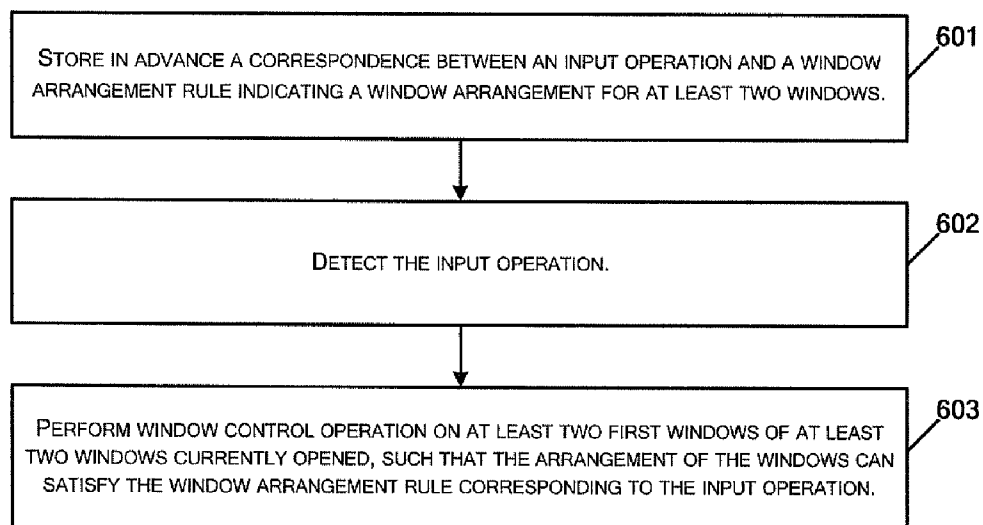 601
STORE IN ADVANCE A CORRESPONDENCE BETWEEN AN INPUT OPERATION AND A WINDOW
ARRANGEMENT RULE INDICATING A WINDOW ARRANGEMENT FOR AT LEAST TWO WINDOWS.
602
DETECT THE INPUT OPERATION.
603
PERFORM WINDOW CONTROL OPERATION ON AT LEAST TWO FIRST WINDOWS OF AT LEAST
TWO WINDOWS CURRENTLY OPENED, SUCH THAT THE ARRANGEMENT OF THE WINDOWS CAN
SATISFY THE WINDOW ARRANGEMENT RULE CORRESPONDING TO THE INPUT OPERATION.